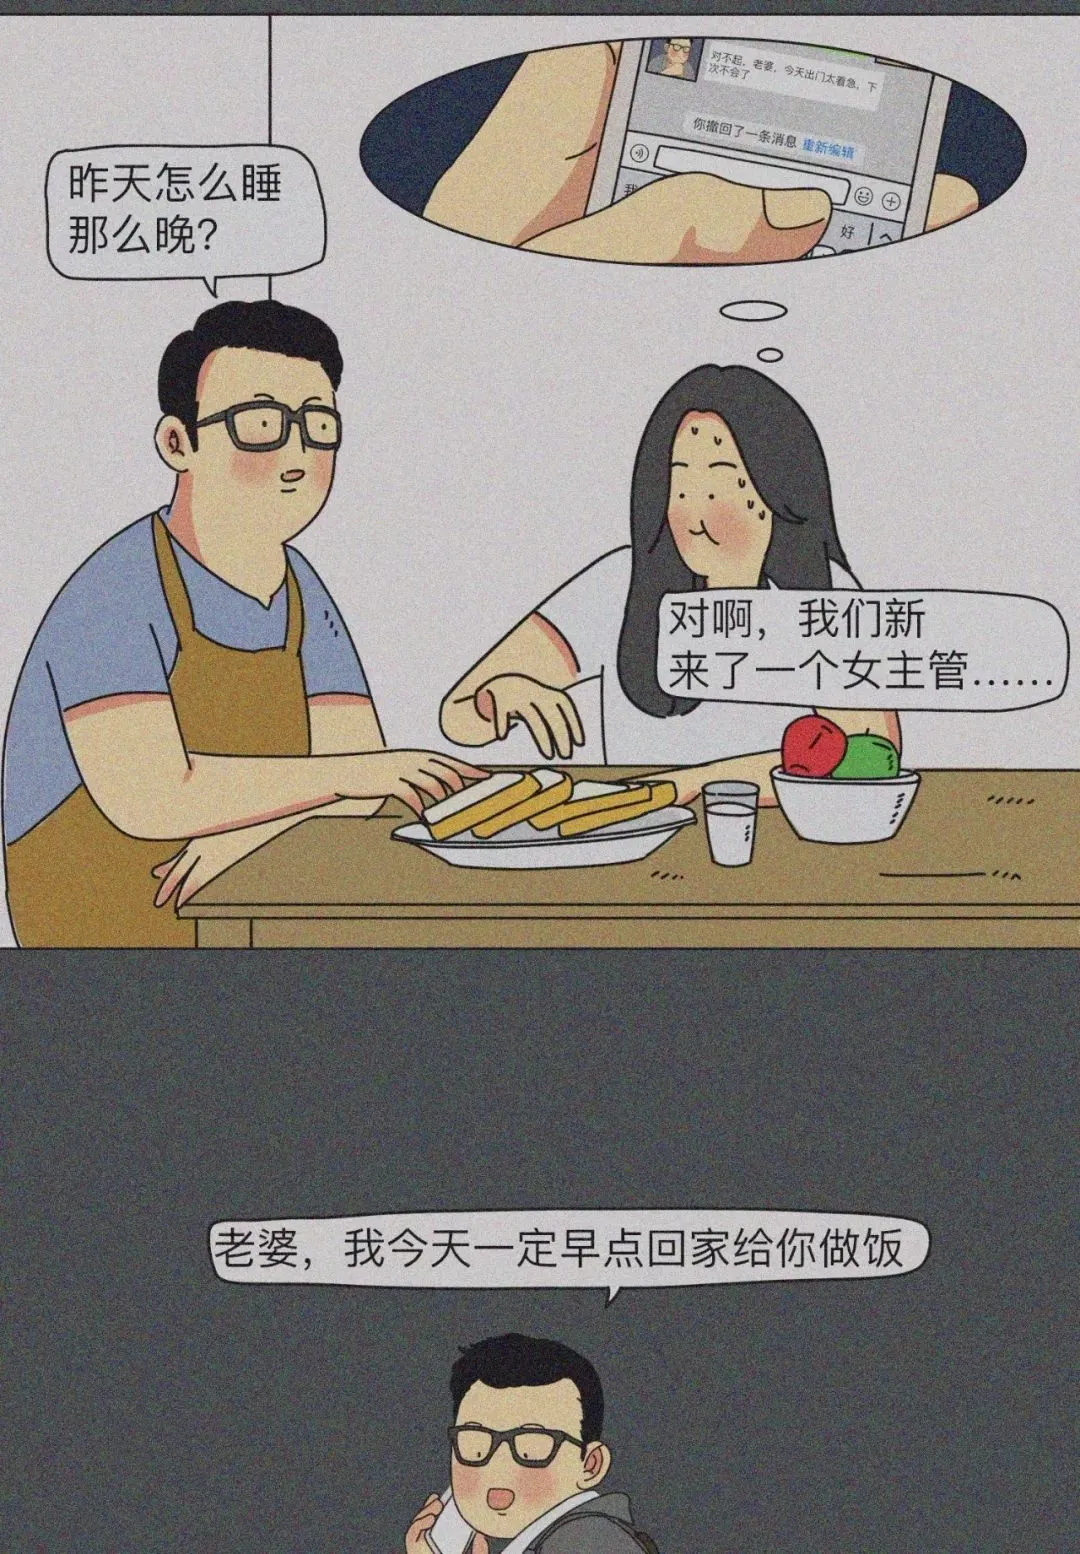 对不起，老婆，今天出门太着急，下
次不会了
你撤回了一条消息 重新编辑
我
好
昨天怎么睡
那么晚？
对啊，我们新
来了一个女主管……
老婆，我今天一定早点回家给你做饭